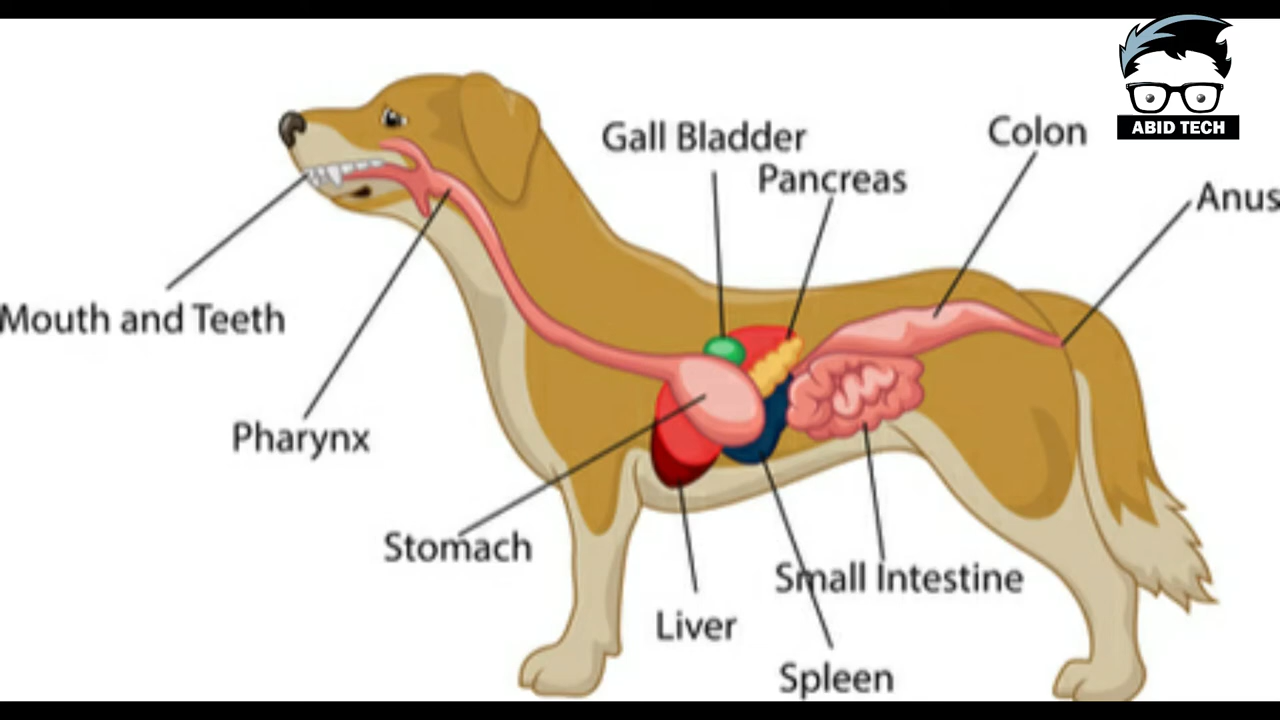 ABID TECH
Gall Bladder
Colon
Pancreas
Anus
Mouth and Teeth
Pharynx
Stomach
Small Intestine
Liver
Spleen